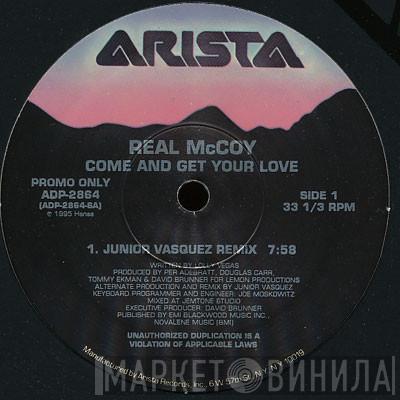 ARISTA
REAL McCOY
COME AND GET YOUR LOVE
PROMO ONLY
ADP-2864
(ADP-2864-SA)
℗ 1995 Hansa
SIDE 1
33 1/3 RPM
1. JUNIOR VASQUEZ REMIX 7:58
WRITTEN BY LOLLY VEGAS
PRODUCED BY PER ADEBRATT, DOUGLAS CARR,
TOMMY EKMAN & DAVID BRUNNER FOR LEMON PRODUCTIONS
ALTERNATE PRODUCTION AND REMIX BY JUNIOR VASQUEZ
KEYBOARD PROGRAMMER AND ENGINEER: JOE MOSKOWITZ
MIXED AT JEMTONE STUDIO
EXECUTIVE PRODUCER: DAVID BRUNNER
PUBLISHED BY EMI BLACKWOOD MUSIC INC.,
NOVALENE MUSIC (BMI)
UNAUTHORIZED DUPLICATION IS A
VIOLATION OF APPLICABLE LAWS
Manufactured by Arista Records, Inc., 6 W. 57th St., N.Y., N.Y. 10019
МАРКЕТ ВИНИЛА